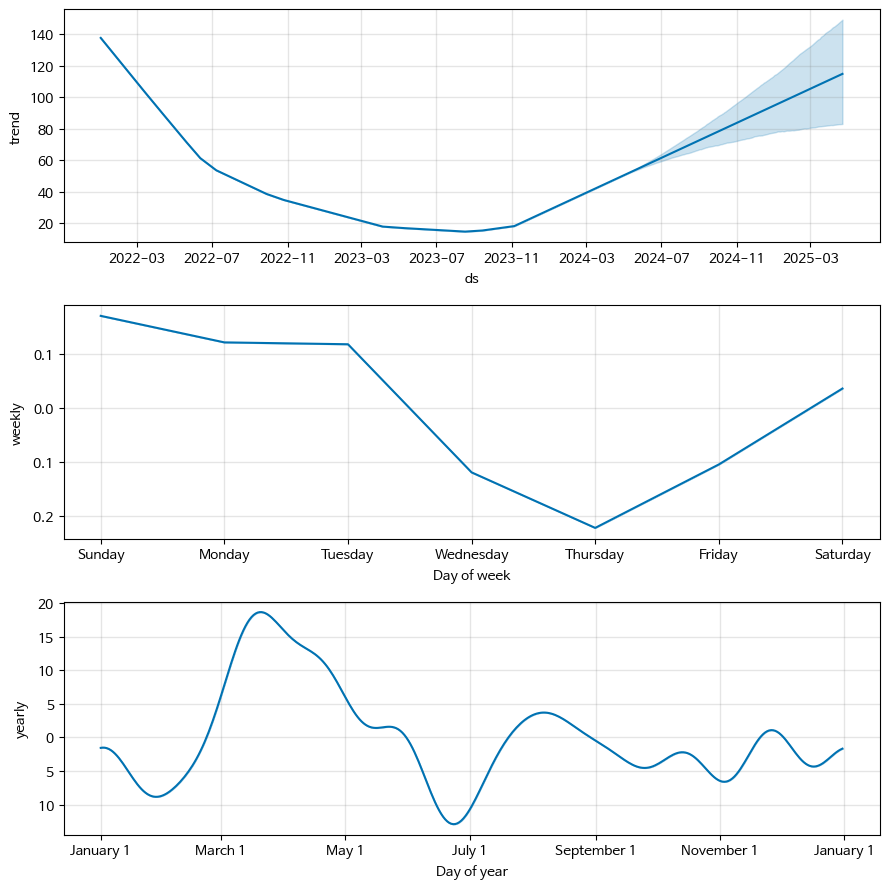 140
120
100
80
60
40
20
trend
2022−03 2022−07 2022−11 2023−03 2023−07 2023−11 2024−03 2024−07 2024−11 2025−03
ds
0.1
0.0
0.1
0.2
weekly
Sunday Monday Tuesday Wednesday Thursday Friday Saturday
Day of week
20
15
10
5
0
5
10
yearly
January 1 March 1 May 1 July 1 September 1 November 1 January 1
Day of year